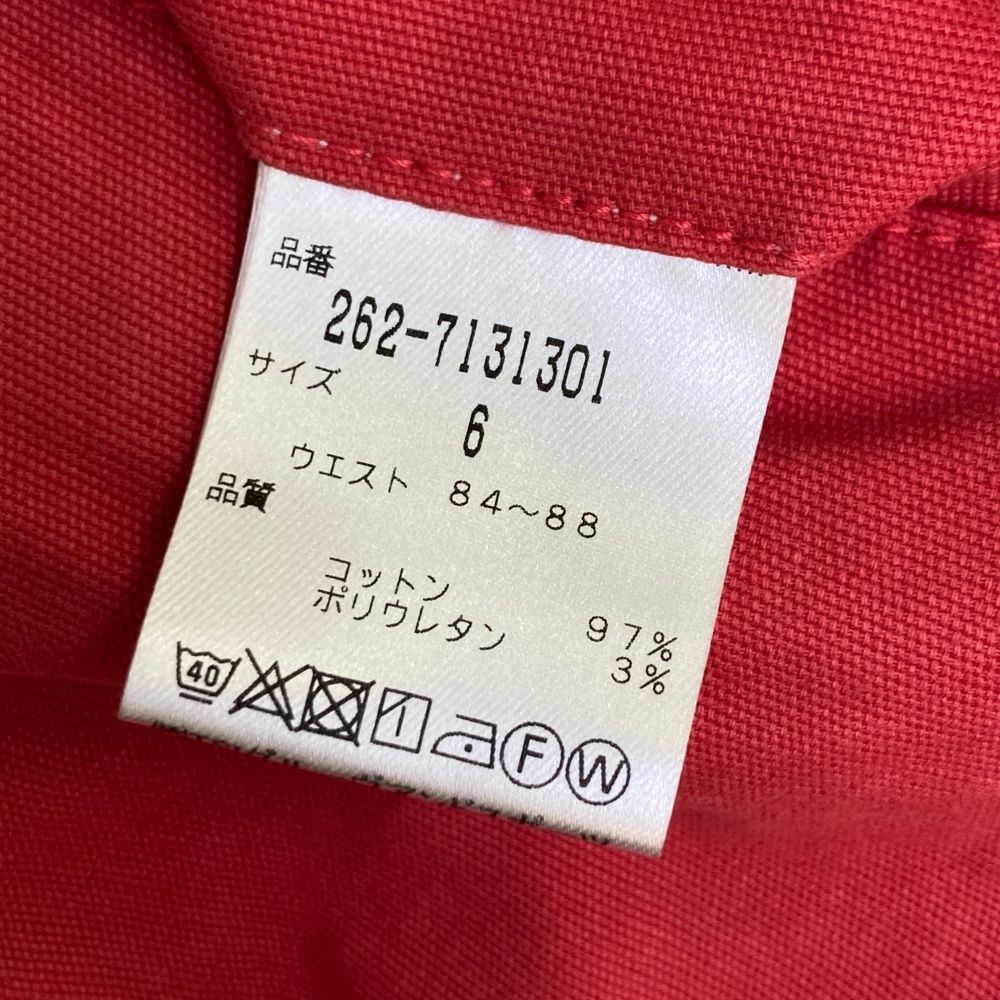 品番
262-7131301
サイズ
6
ウエスト 84～88
品質
コットン 97%
ポリウレタン 3%
40 F W